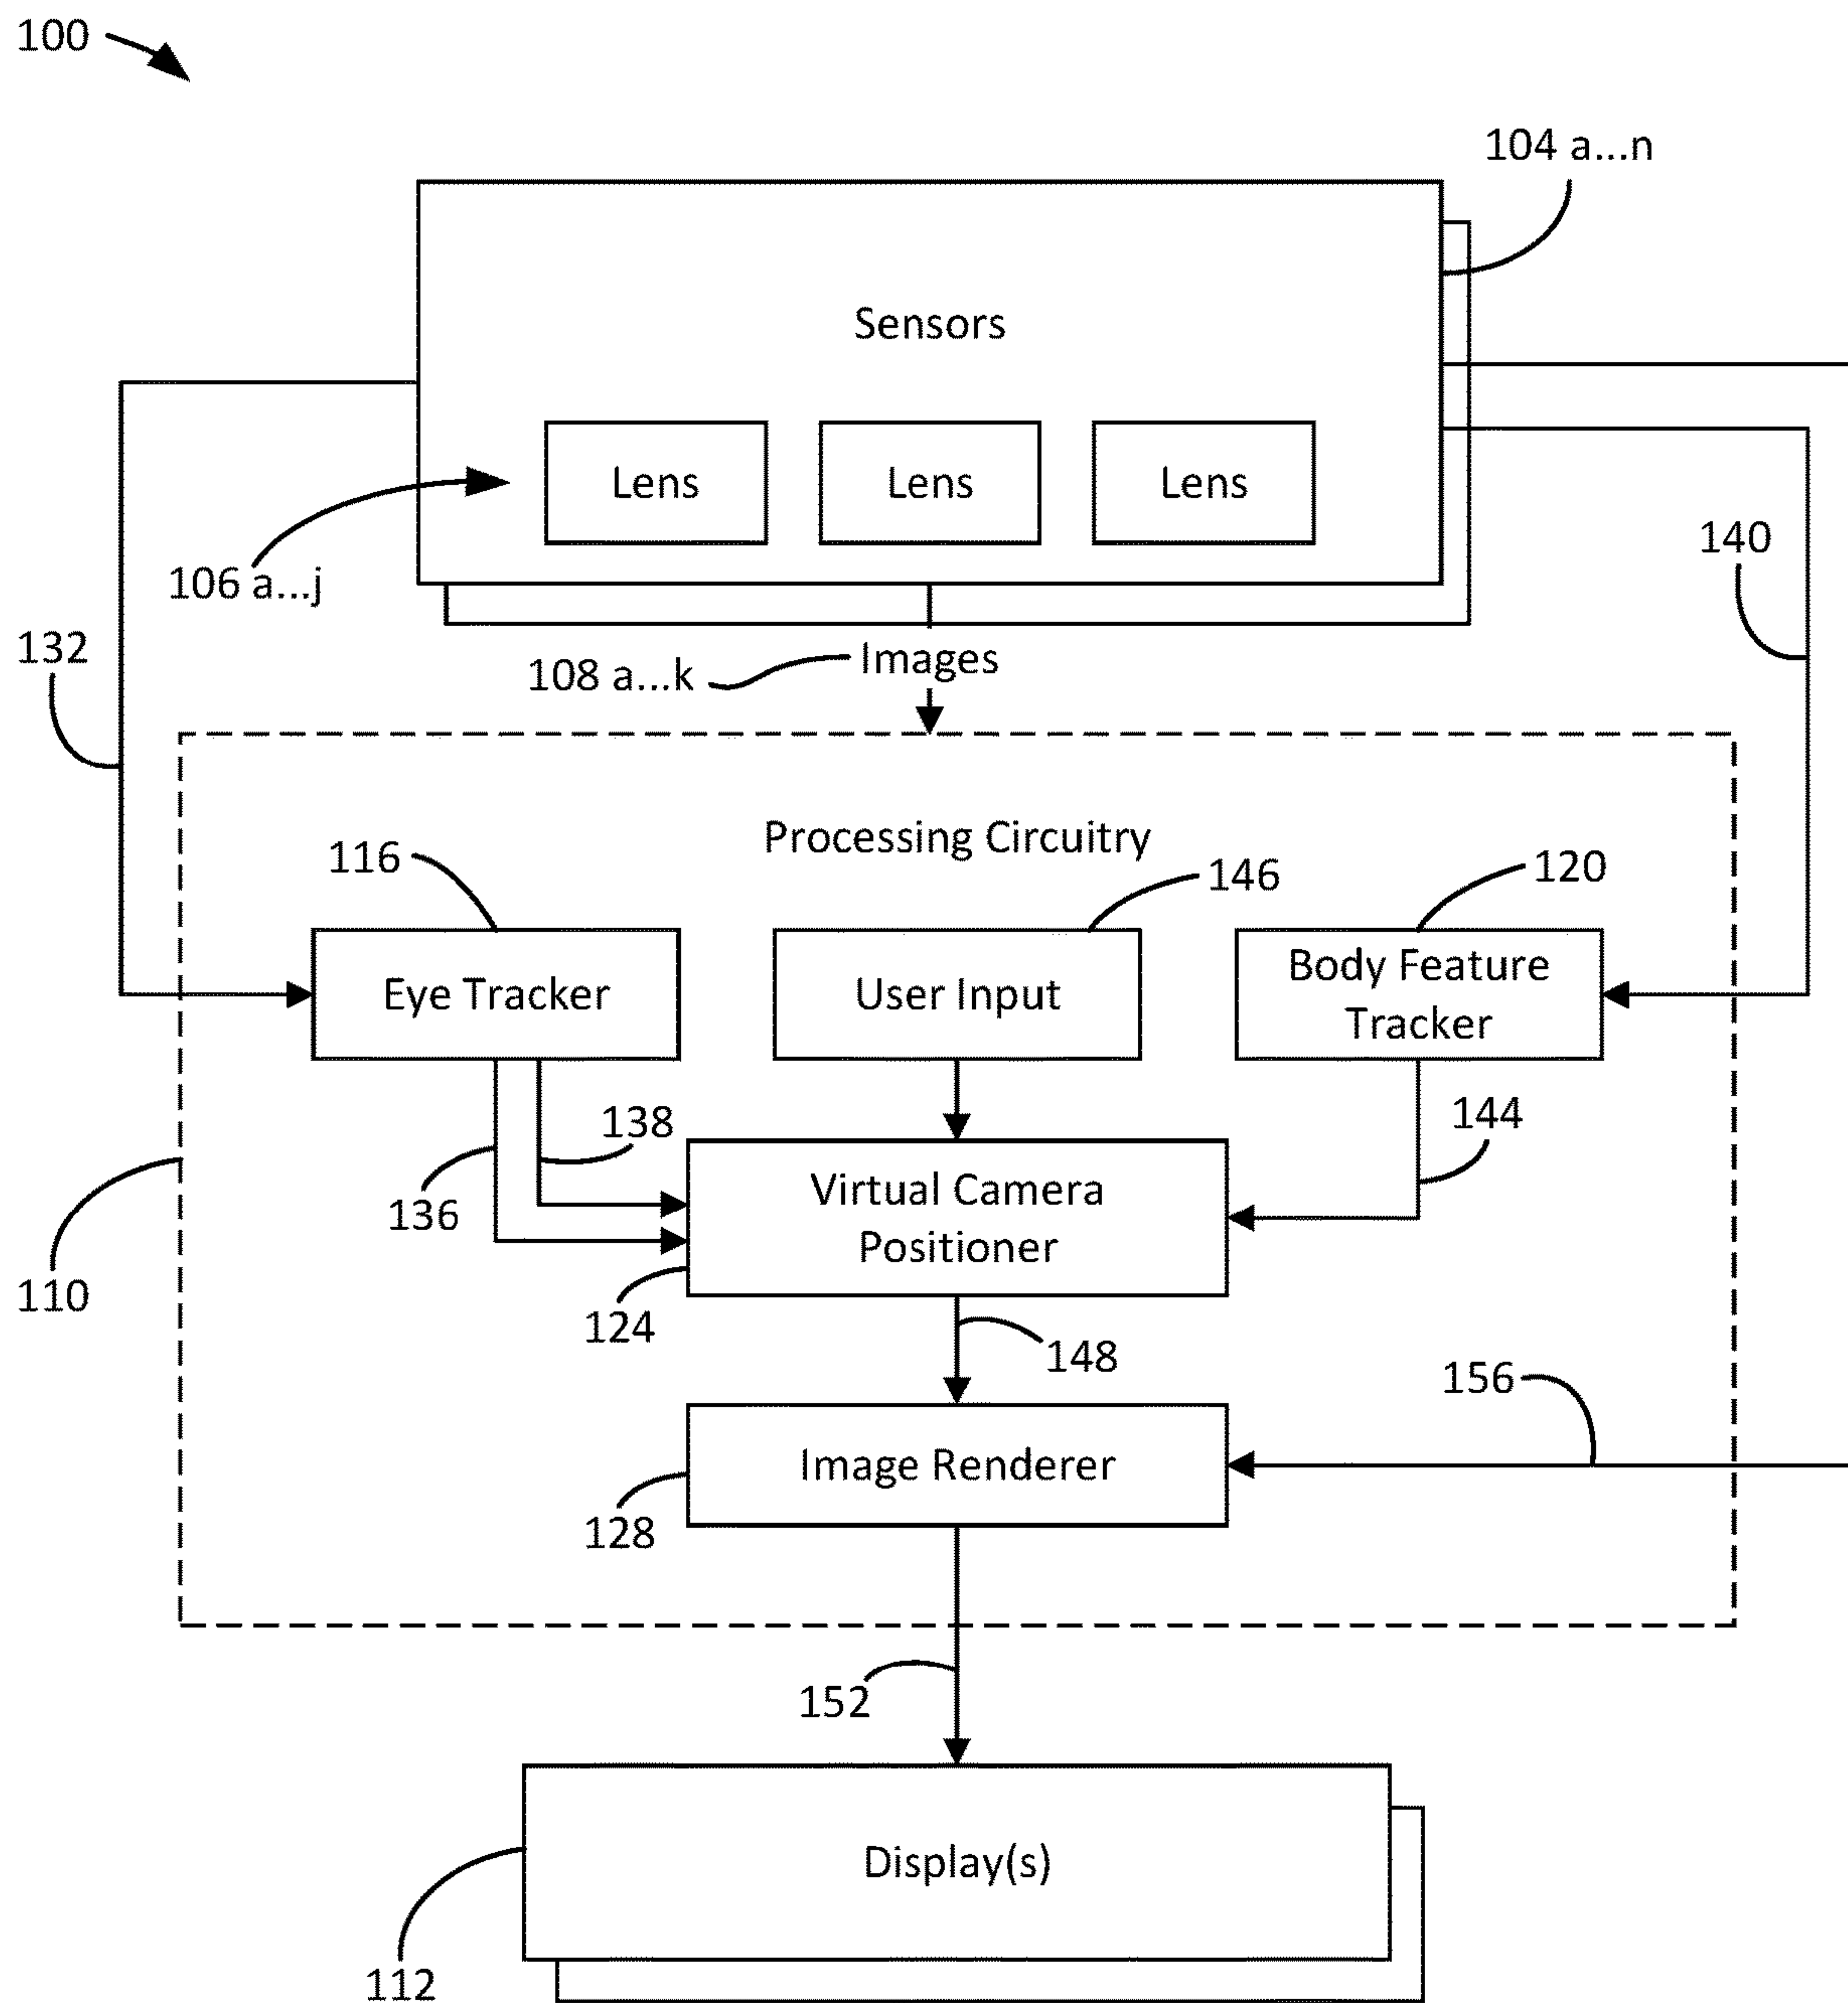 100
104 a...n
Sensors
Lens
Lens
Lens
106 a...j
140
132
108 a...k
Images
Processing Circuitry
116
146
120
Eye Tracker
User Input
Body Feature
Tracker
138
144
136
Virtual Camera
Positioner
110
124
148
156
Image Renderer
128
152
Display(s)
112